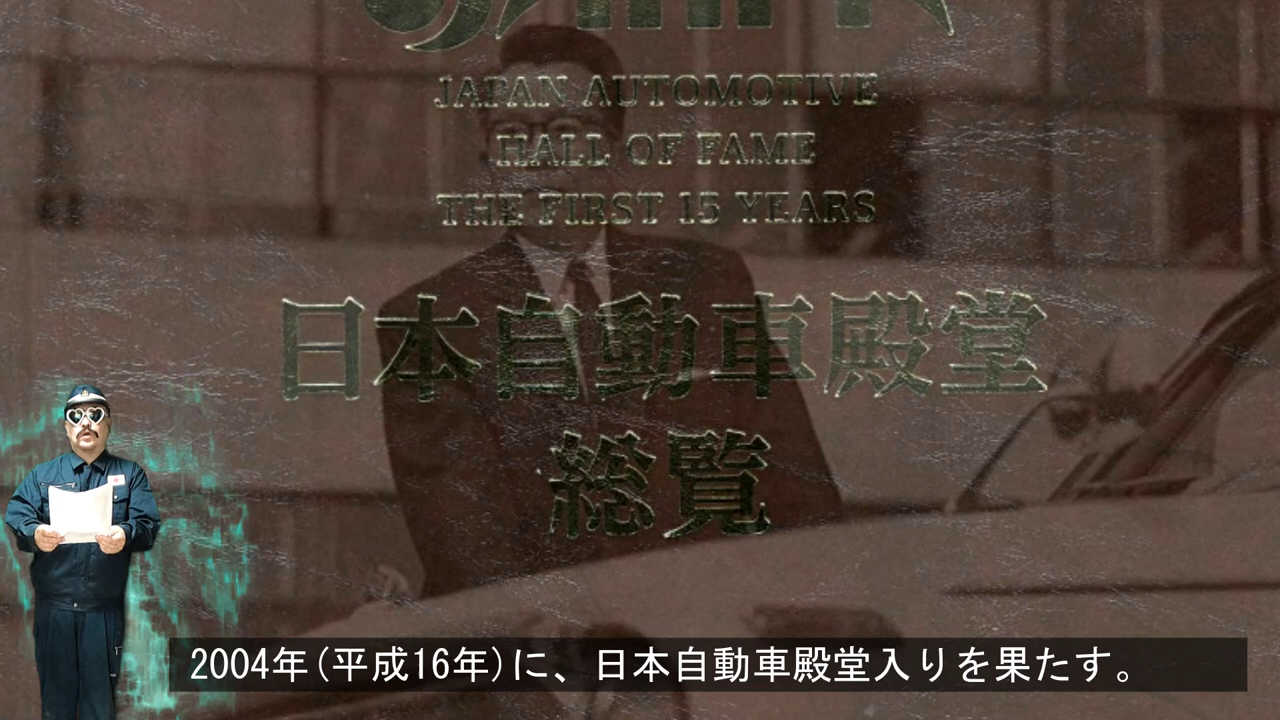 JAPAN AUTOMOTIVE
HALL OF FAME
THE FIRST 15 YEARS
日本自動車殿堂
総覧
2004年(平成16年)に、日本自動車殿堂入りを果たす。